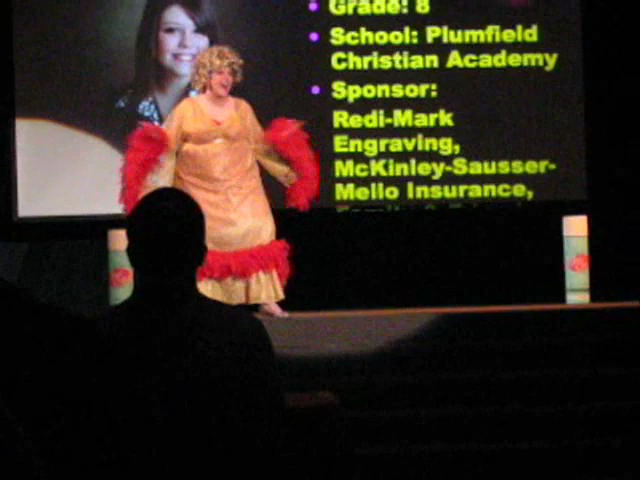 Grade: 8
School: Plumfield
Christian Academy
Sponsor:
Redi-Mark
Engraving,
McKinley-Sausser-
Mello Insurance,